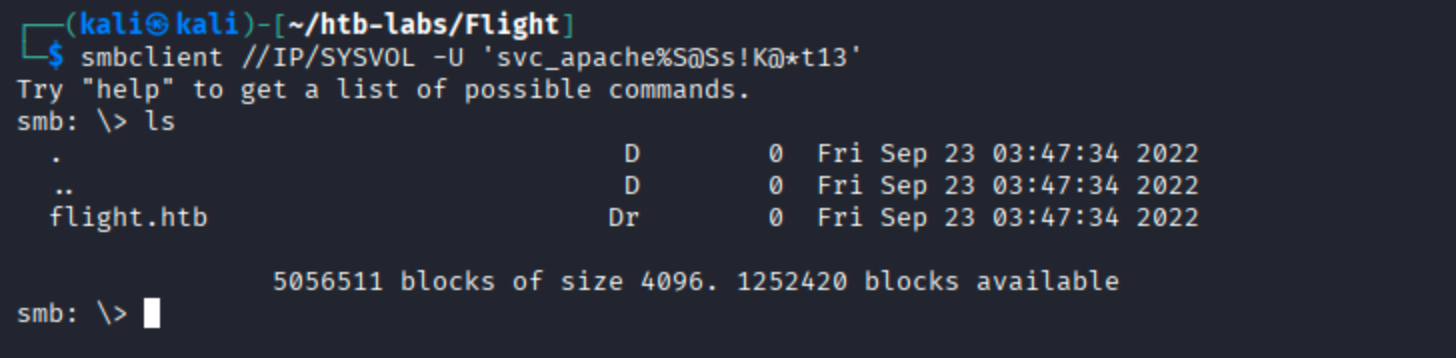 ┌──(kali㉿kali)-[~/htb-labs/Flight]
└─$ smbclient //IP/SYSVOL -U 'svc_apache%S@Ss!K@*t13'
Try "help" to get a list of possible commands.
smb: \> ls
  .                                   D        0  Fri Sep 23 03:47:34 2022
  ..                                  D        0  Fri Sep 23 03:47:34 2022
  flight.htb                         Dr        0  Fri Sep 23 03:47:34 2022
                5056511 blocks of size 4096. 1252420 blocks available
smb: \>